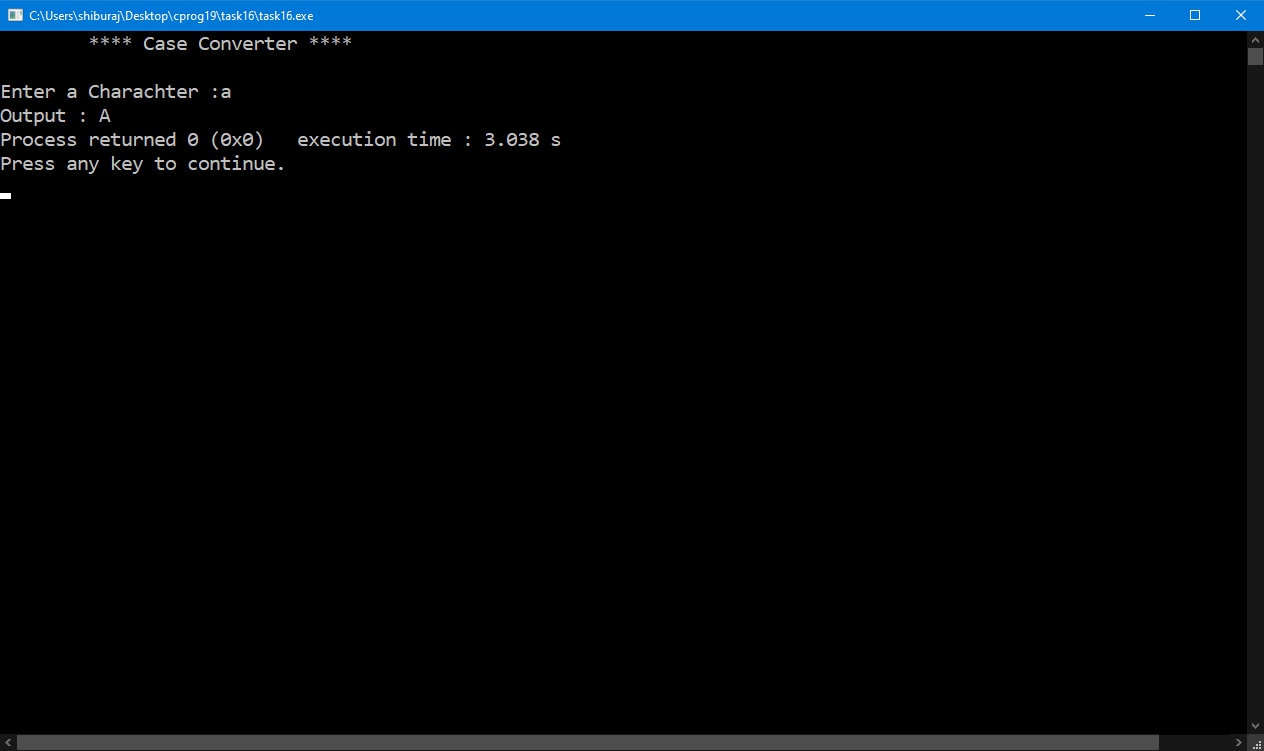 C:\Users\shiburaj\Desktop\cprog19\task16\task16.exe
**** Case Converter ****
Enter a Charachter :a
Output : A
Process returned 0 (0x0)   execution time : 3.038 s
Press any key to continue.